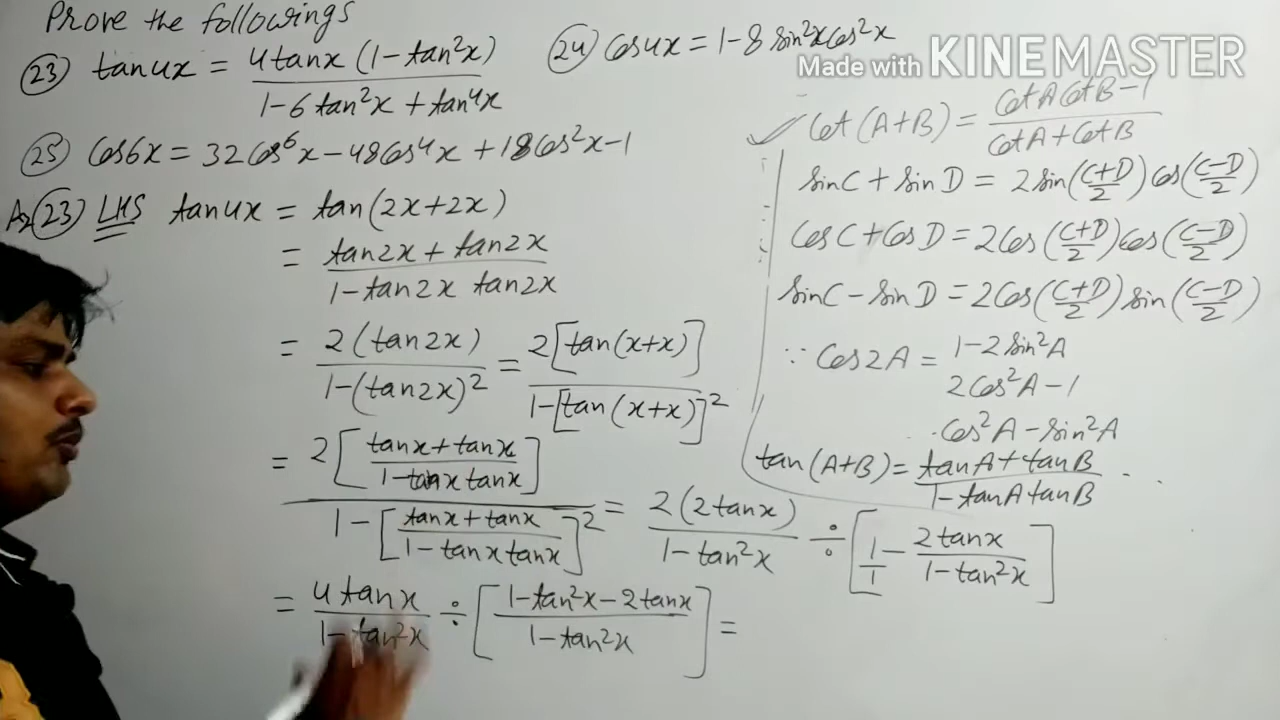 Prove the followings
(23) tan4x = 4tanx (1-tan²x) / 1-6tan²x + tan⁴x
(24) Cos4x = 1-8 sin²x cos²x
Made with KINEMASTER
(25) Cos6x = 32Cos⁶x - 48Cos⁴x + 18Cos²x - 1
(23) LHS tan4x = tan(2x+2x)
= tan2x + tan2x / 1-tan2x tan2x
= 2(tan2x) / 1-(tan2x)² = 2[tan(x+x)] / 1-[tan(x+x)]²
= 2[tanx+tanx / 1-tanx tanx] / 1-[tanx+tanx / 1-tanx tanx]² = 2(2tanx) / 1-tan²x ÷ [1/1 - 2tanx / 1-tan²x]
= 4tanx / 1-tan²x ÷ [1-tan²x-2tanx / 1-tan²x] =
✓ Cot(A+B) = CotA CotB-1 / CotA+CotB
sinC + sinD = 2sin(C+D/2) cos(C-D/2)
CosC + CosD = 2Cos(C+D/2) cos(C-D/2)
sinC - sinD = 2Cos(C+D/2) sin(C-D/2)
∵ Cos2A = 1-2sin²A
2Cos²A-1
Cos²A-sin²A
tan(A+B) = tanA+tanB / 1-tanAtanB